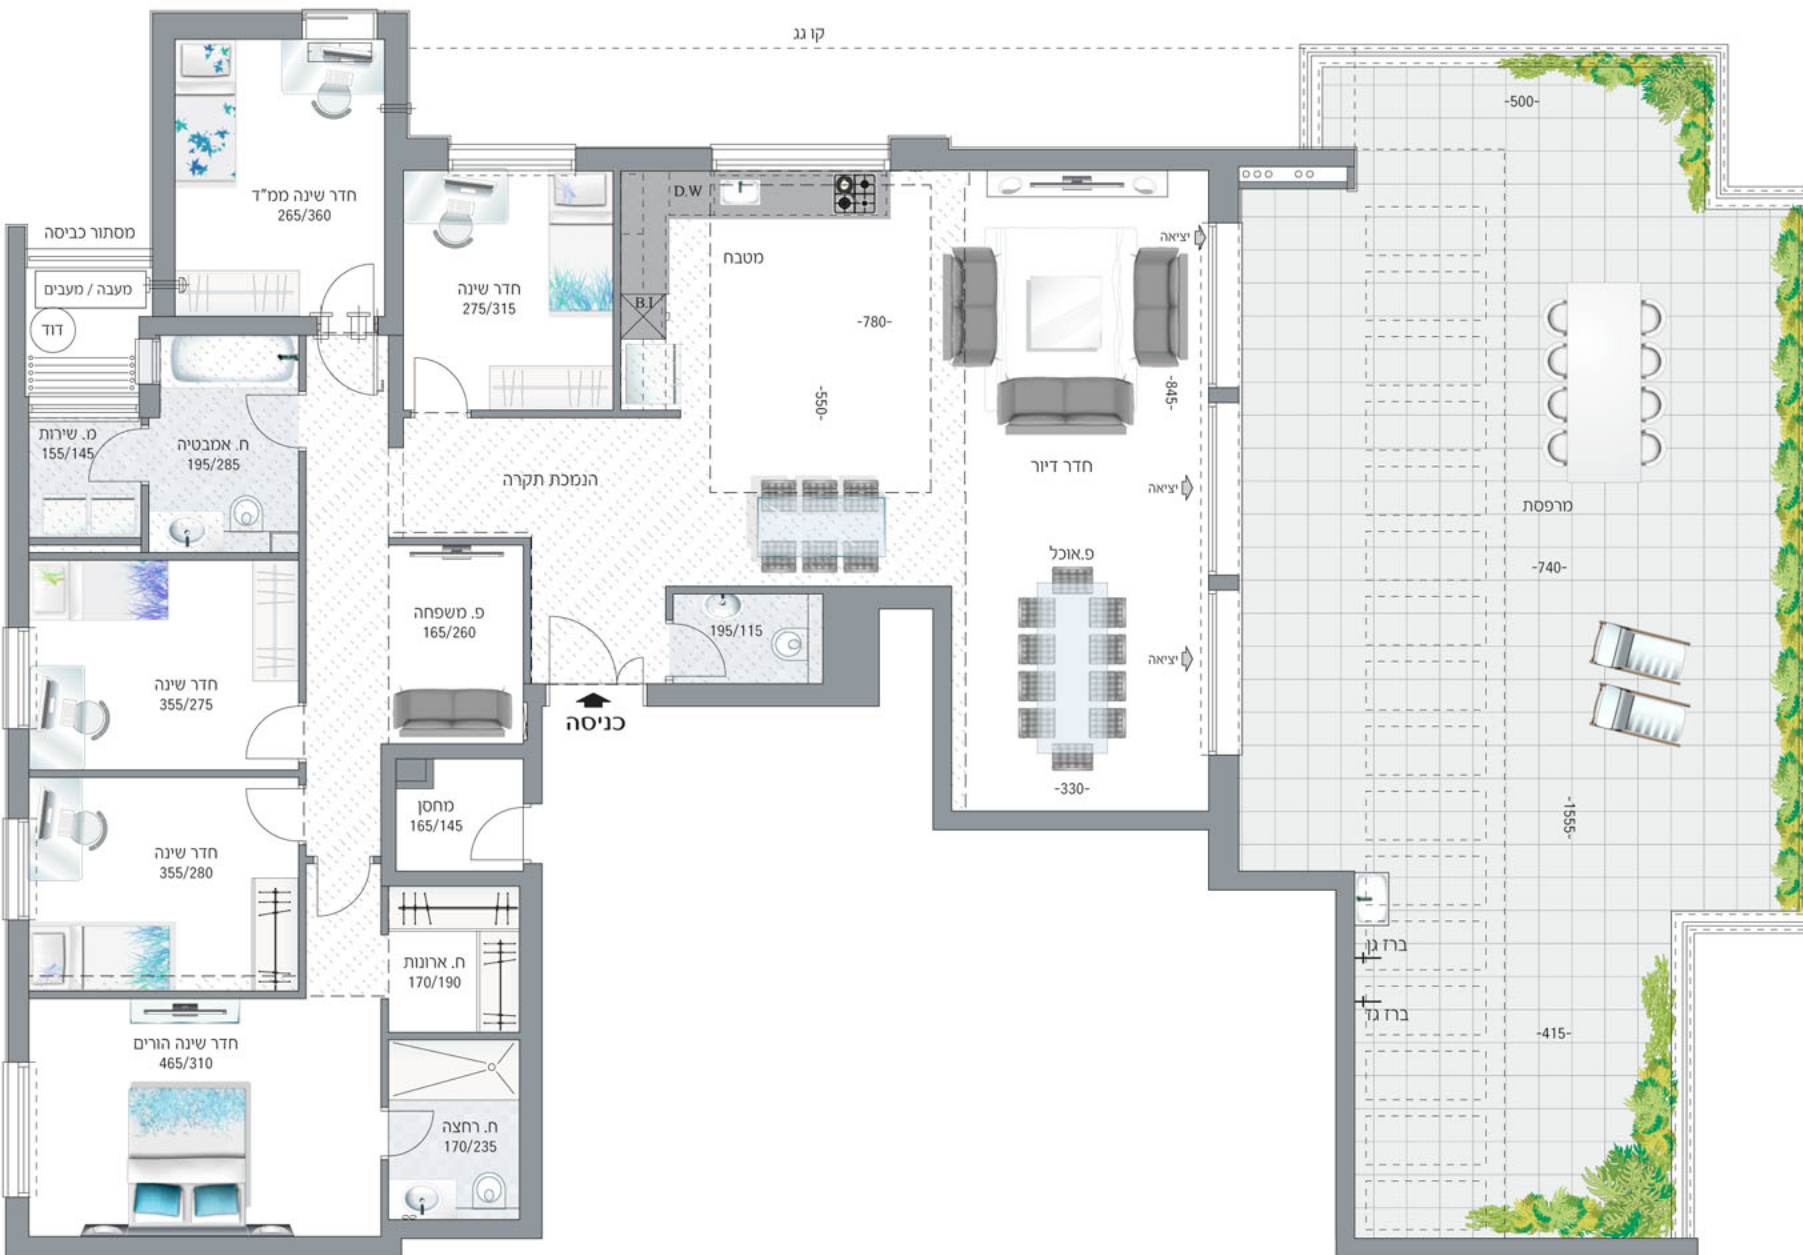 קו גג
-500-
חדר שינה ממ"ד
265/360
מסתור כביסה
מעבה / מעבים
דוד
חדר שינה
275/315
D.W
מטבח
B.I
-780-
-550-
יציאה
-845-
חדר דיור
יציאה
מ. שירות
155/145
ח. אמבטיה
195/285
הנמכת תקרה
מרפסת
-740-
פ.אוכל
פ. משפחה
165/260
195/115
יציאה
כניסה
חדר שינה
355/275
-330-
מחסן
165/145
-1555-
חדר שינה
355/280
ברז גן
ח. ארונות
170/190
ברז גז
-415-
חדר שינה הורים
465/310
ח. רחצה
170/235